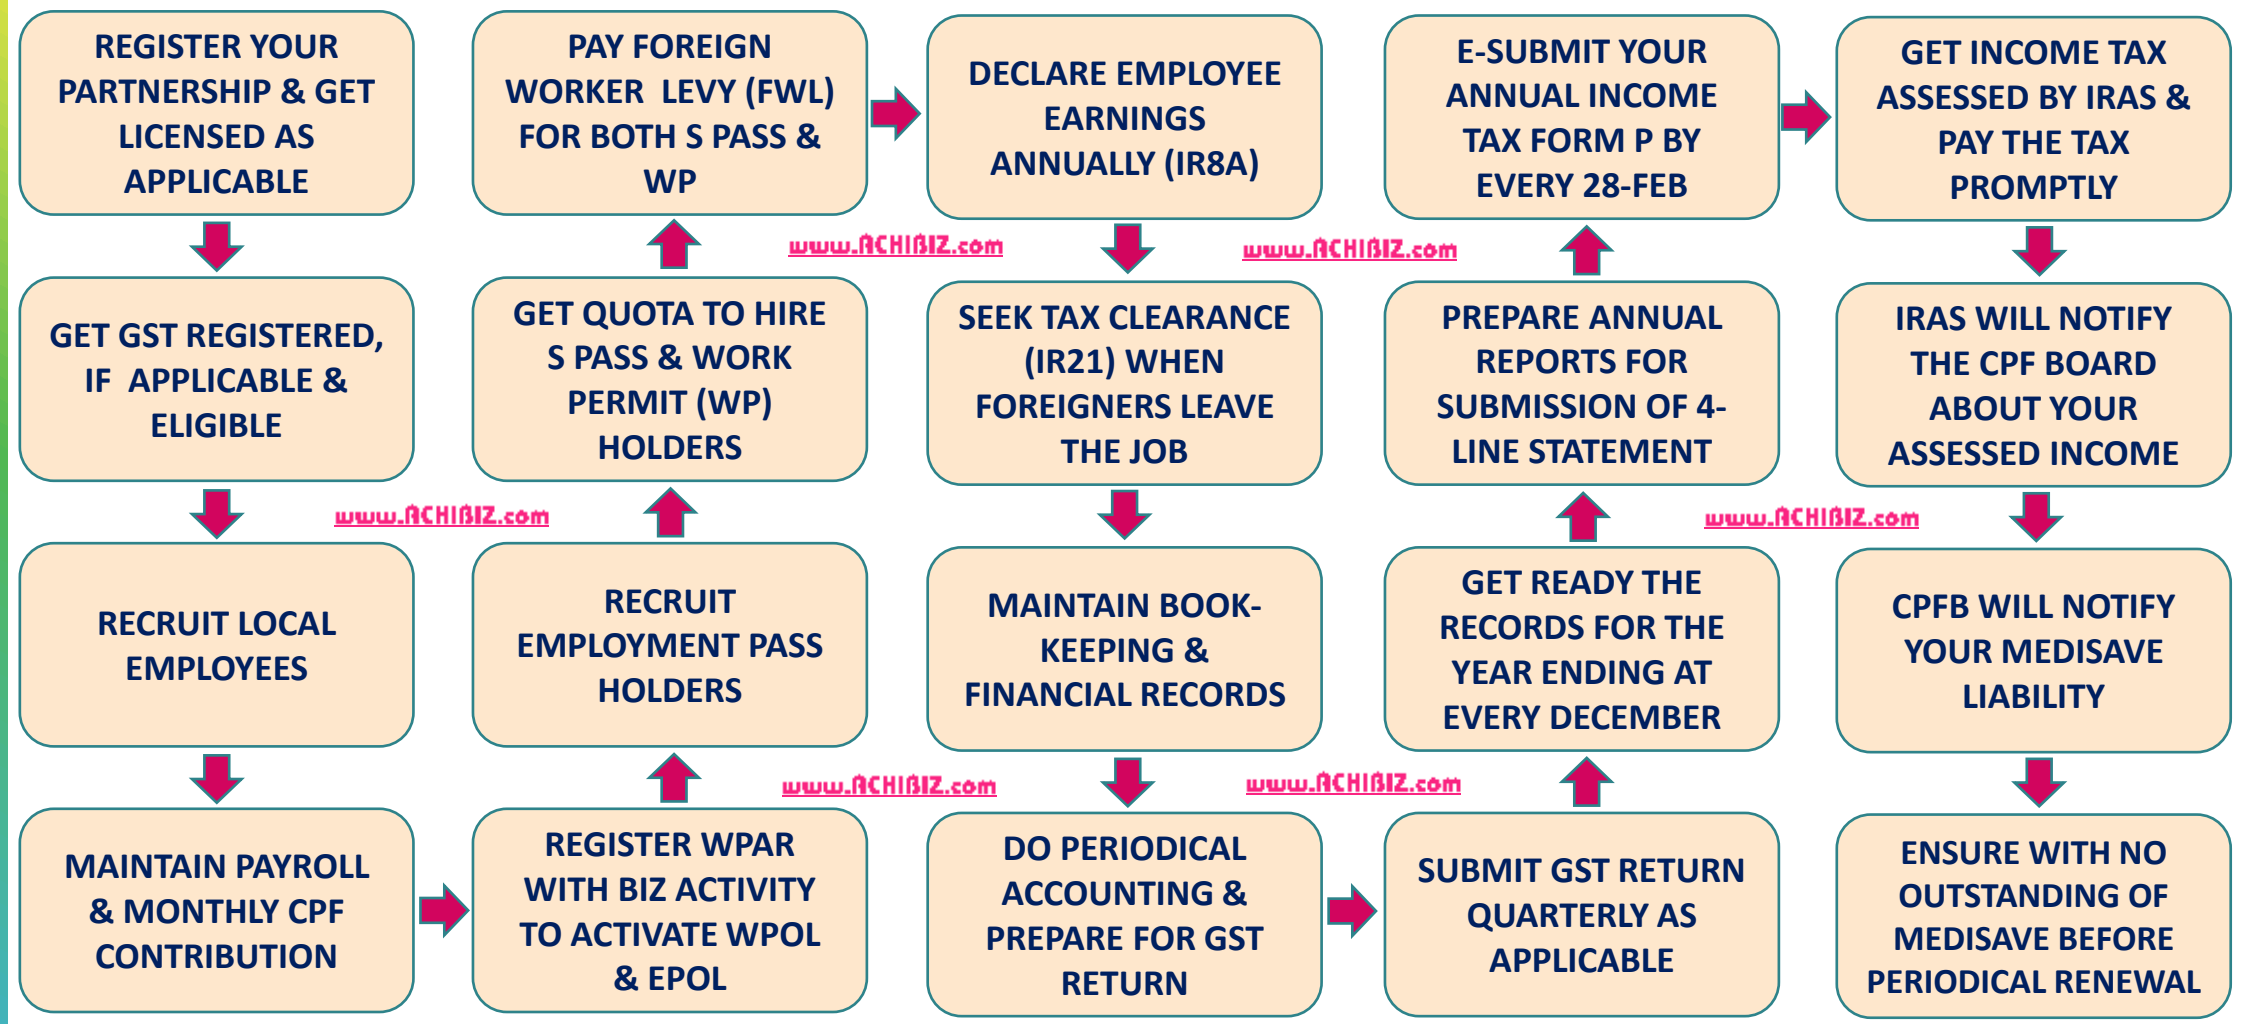 REGISTER YOUR
PARTNERSHIP & GET
LICENSED AS
APPLICABLE
GET GST REGISTERED,
IF APPLICABLE &
ELIGIBLE
RECRUIT LOCAL
EMPLOYEES
MAINTAIN PAYROLL
& MONTHLY CPF
CONTRIBUTION
REGISTER WPAR
WITH BIZ ACTIVITY
TO ACTIVATE WPOL
& EPOL
RECRUIT
EMPLOYMENT PASS
HOLDERS
GET QUOTA TO HIRE
S PASS & WORK
PERMIT (WP)
HOLDERS
PAY FOREIGN
WORKER LEVY (FWL)
FOR BOTH S PASS &
WP
DECLARE EMPLOYEE
EARNINGS
ANNUALLY (IR8A)
SEEK TAX CLEARANCE
(IR21) WHEN
FOREIGNERS LEAVE
THE JOB
MAINTAIN BOOK-
KEEPING &
FINANCIAL RECORDS
DO PERIODICAL
ACCOUNTING &
PREPARE FOR GST
RETURN
SUBMIT GST RETURN
QUARTERLY AS
APPLICABLE
GET READY THE
RECORDS FOR THE
YEAR ENDING AT
EVERY DECEMBER
PREPARE ANNUAL
REPORTS FOR
SUBMISSION OF 4-
LINE STATEMENT
E-SUBMIT YOUR
ANNUAL INCOME
TAX FORM P BY
EVERY 28-FEB
GET INCOME TAX
ASSESSED BY IRAS &
PAY THE TAX
PROMPTLY
IRAS WILL NOTIFY
THE CPF BOARD
ABOUT YOUR
ASSESSED INCOME
CPFB WILL NOTIFY
YOUR MEDISAVE
LIABILITY
ENSURE WITH NO
OUTSTANDING OF
MEDISAVE BEFORE
PERIODICAL RENEWAL
www.ACHIBIZ.com
www.ACHIBIZ.com
www.ACHIBIZ.com
www.ACHIBIZ.com
www.ACHIBIZ.com
www.ACHIBIZ.com